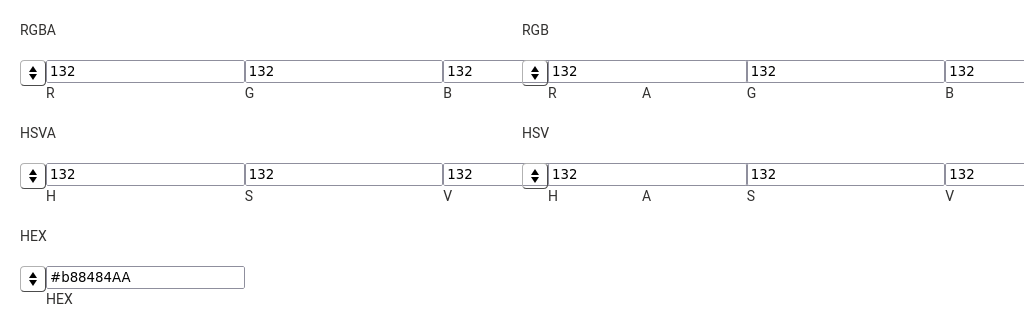 RGBA RGB
132 132 132 132 132 132
R G B R A G B
HSVA HSV
132 132 132 132 132 132
H S V H A S V
HEX
#b88484AA
HEX